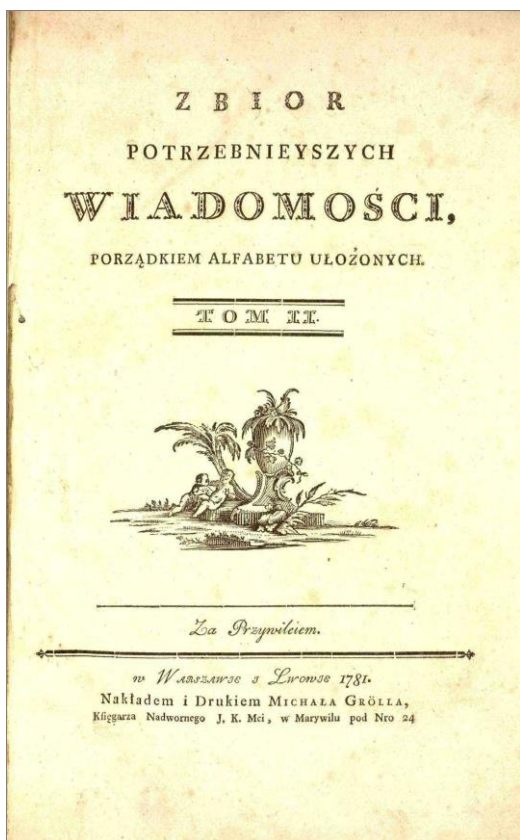 ZBIOR
POTRZEBNIEYSZYCH
WIADOMOŚCI,
PORZĄDKIEM ALFABETU UŁOŻONYCH.
TOM II.
Za Przywileiem.
w WARSZAWIE i Lwowie 1781.
Nakładem i Drukiem MICHAŁA GRÖLLA,
Księgarza Nadwornego J. K. Mci, w Marywilu pod Nro 24